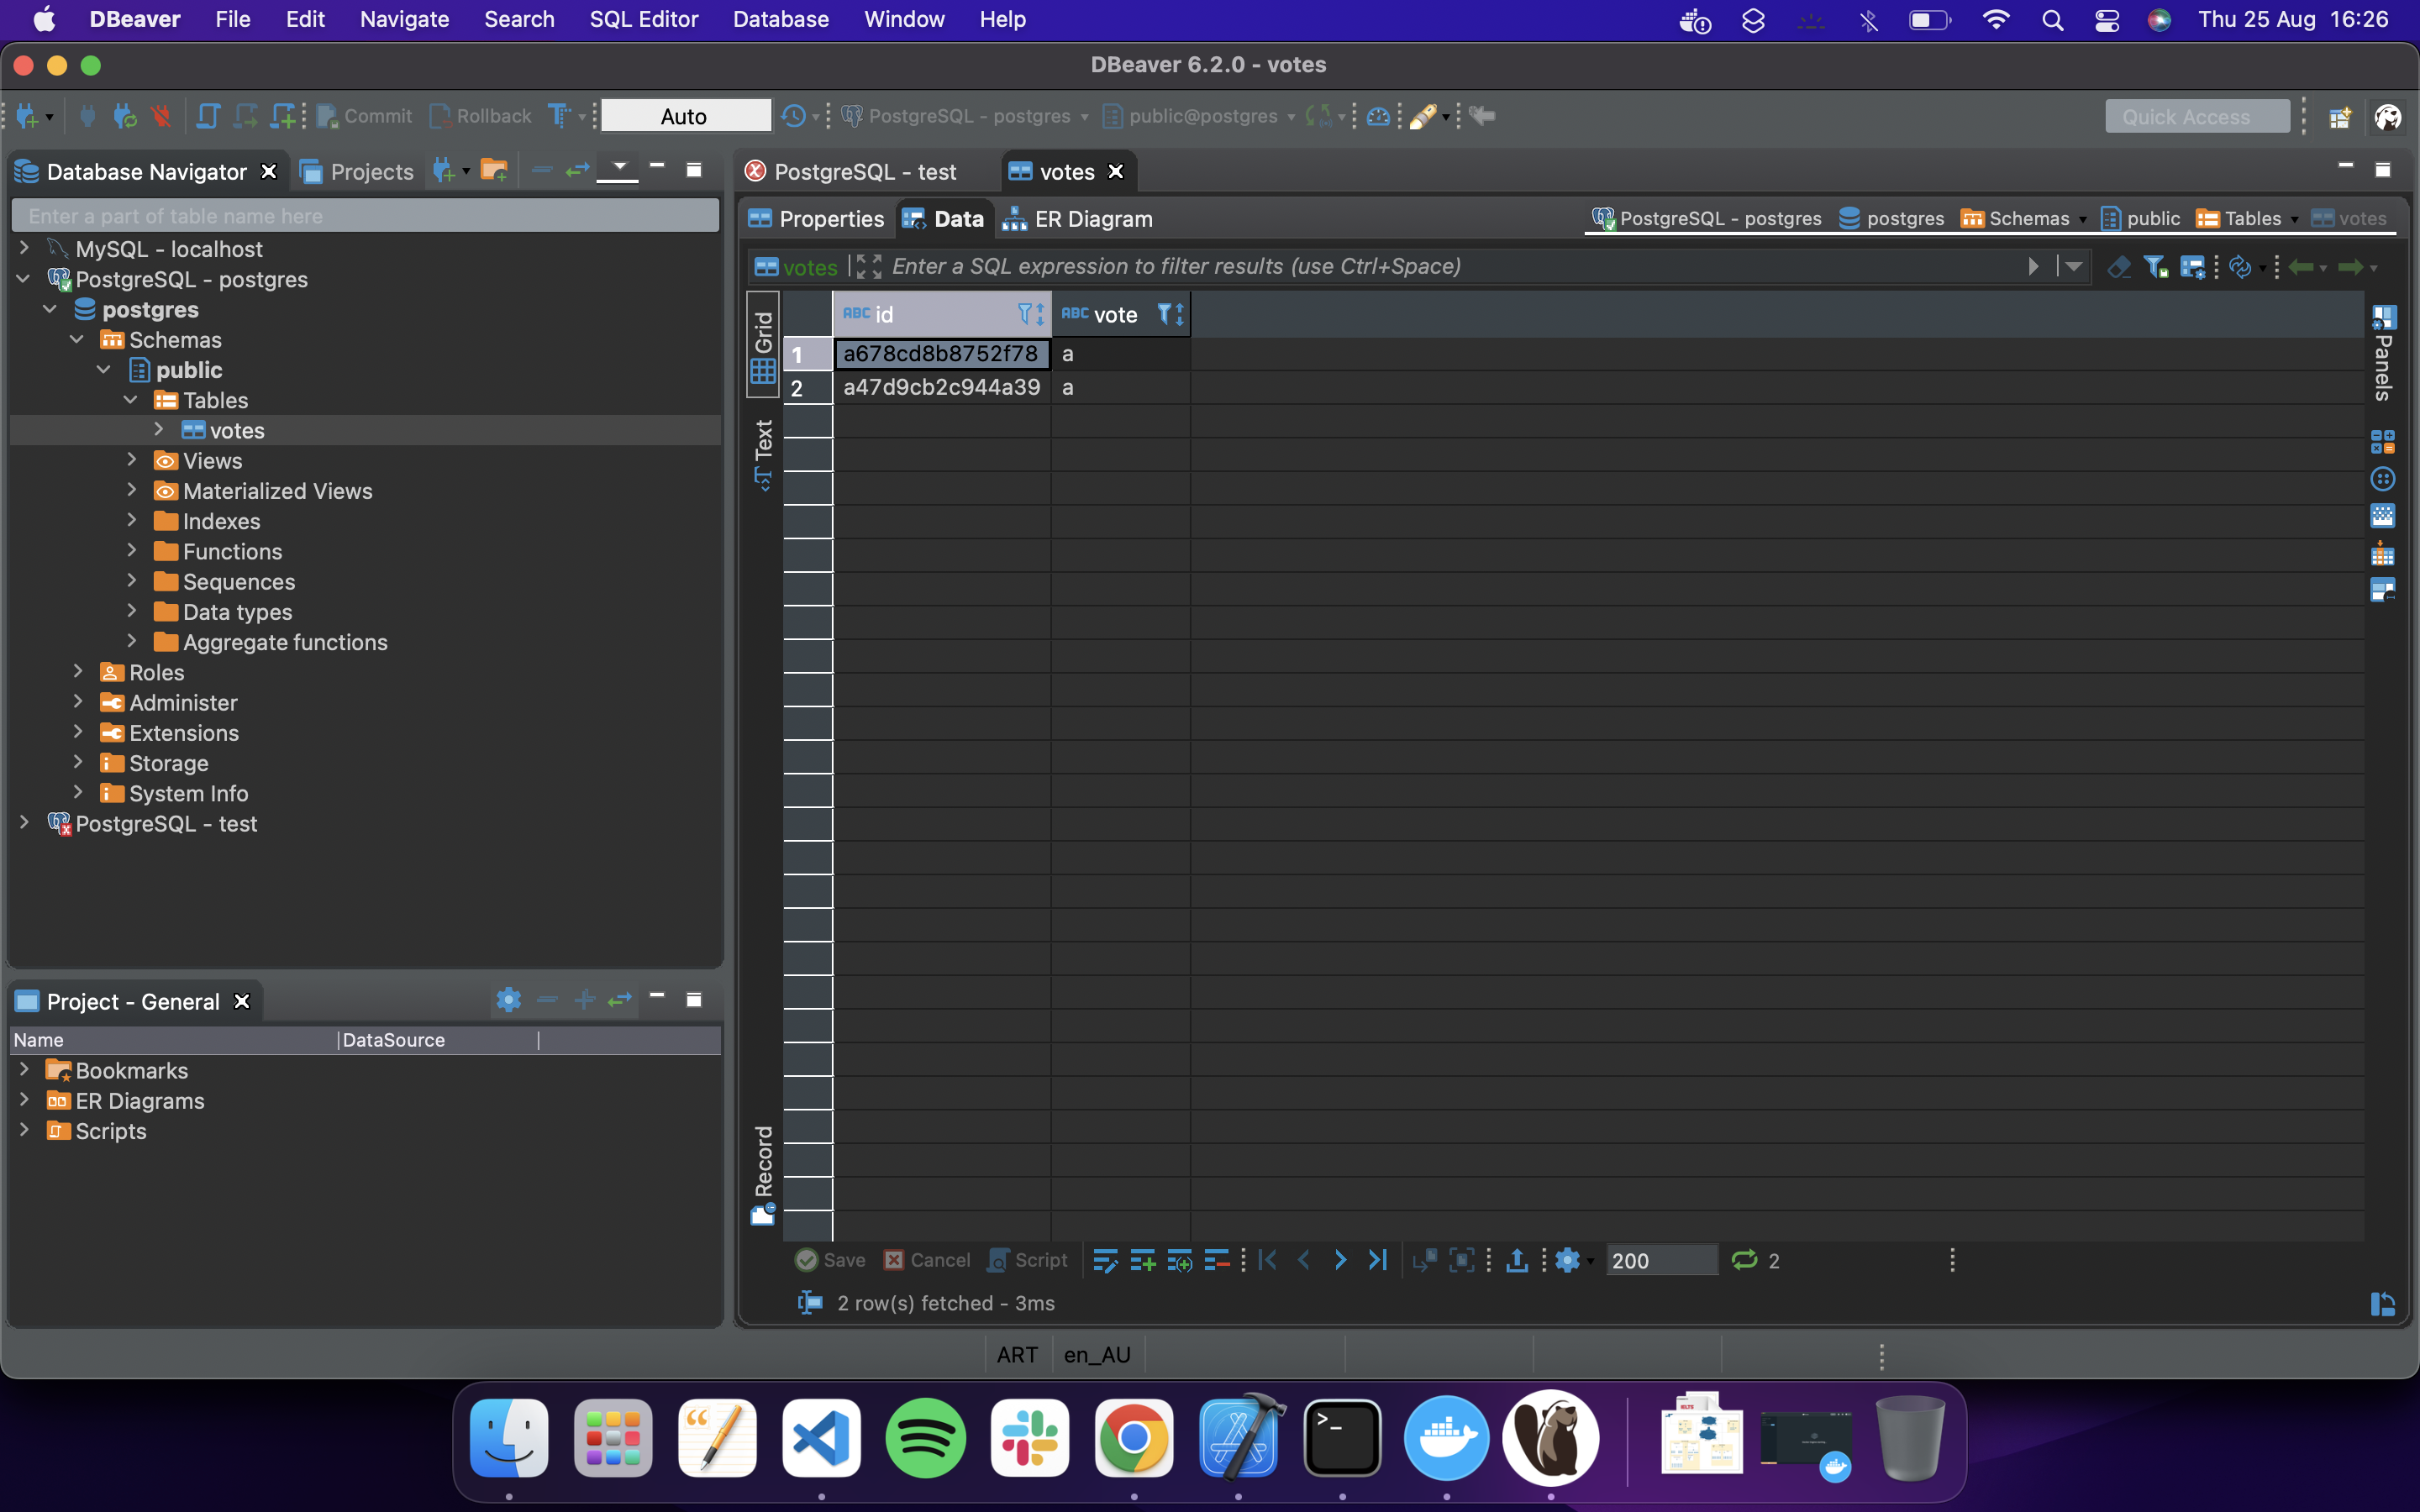 DBeaver File Edit Navigate Search SQL Editor Database Window Help Thu 25 Aug 16:26
DBeaver 6.2.0 - votes
Commit Rollback Auto PostgreSQL - postgres public@postgres Quick Access
Database Navigator Projects
Enter a part of table name here
MySQL - localhost
PostgreSQL - postgres
postgres
Schemas
public
Tables
votes
Views
Materialized Views
Indexes
Functions
Sequences
Data types
Aggregate functions
Roles
Administer
Extensions
Storage
System Info
PostgreSQL - test
Project - General
Name DataSource
Bookmarks
ER Diagrams
Scripts
PostgreSQL - test votes
Properties Data ER Diagram PostgreSQL - postgres postgres Schemas public Tables votes
votes Enter a SQL expression to filter results (use Ctrl+Space)
Grid
Text
Record
ABC id ABC vote
1 a678cd8b8752f78 a
2 a47d9cb2c944a39 a
Panels
Save Cancel Script 200 2
2 row(s) fetched - 3ms
ART en_AU